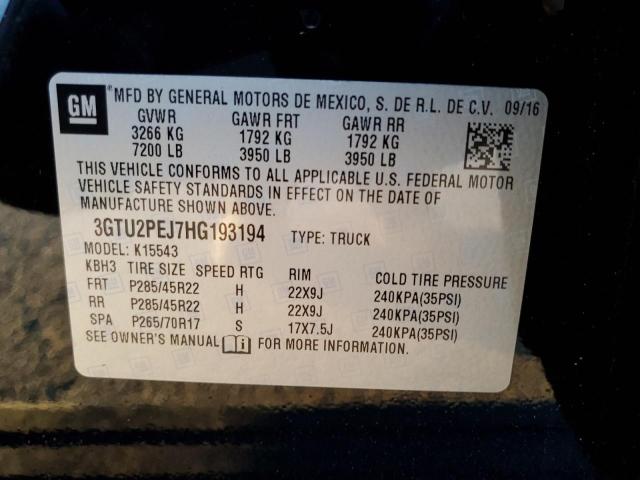 GM ®MFD BY GENERAL MOTORS DE MEXICO, S. DE R.L. DE C.V. 09/16
GVWR GAWR FRT GAWR RR
3266 KG 1792 KG 1792 KG
7200 LB 3950 LB 3950 LB
THIS VEHICLE CONFORMS TO ALL APPLICABLE U.S. FEDERAL MOTOR
VEHICLE SAFETY STANDARDS IN EFFECT ON THE DATE OF
MANUFACTURE SHOWN ABOVE.
3GTU2PEJ7HG193194 TYPE: TRUCK
MODEL: K15543
KBH3 TIRE SIZE SPEED RTG RIM COLD TIRE PRESSURE
FRT P285/45R22 H 22X9J 240KPA(35PSI)
RR P285/45R22 H 22X9J 240KPA(35PSI)
SPA P265/70R17 S 17X7.5J 240KPA(35PSI)
SEE OWNER'S MANUAL i FOR MORE INFORMATION.